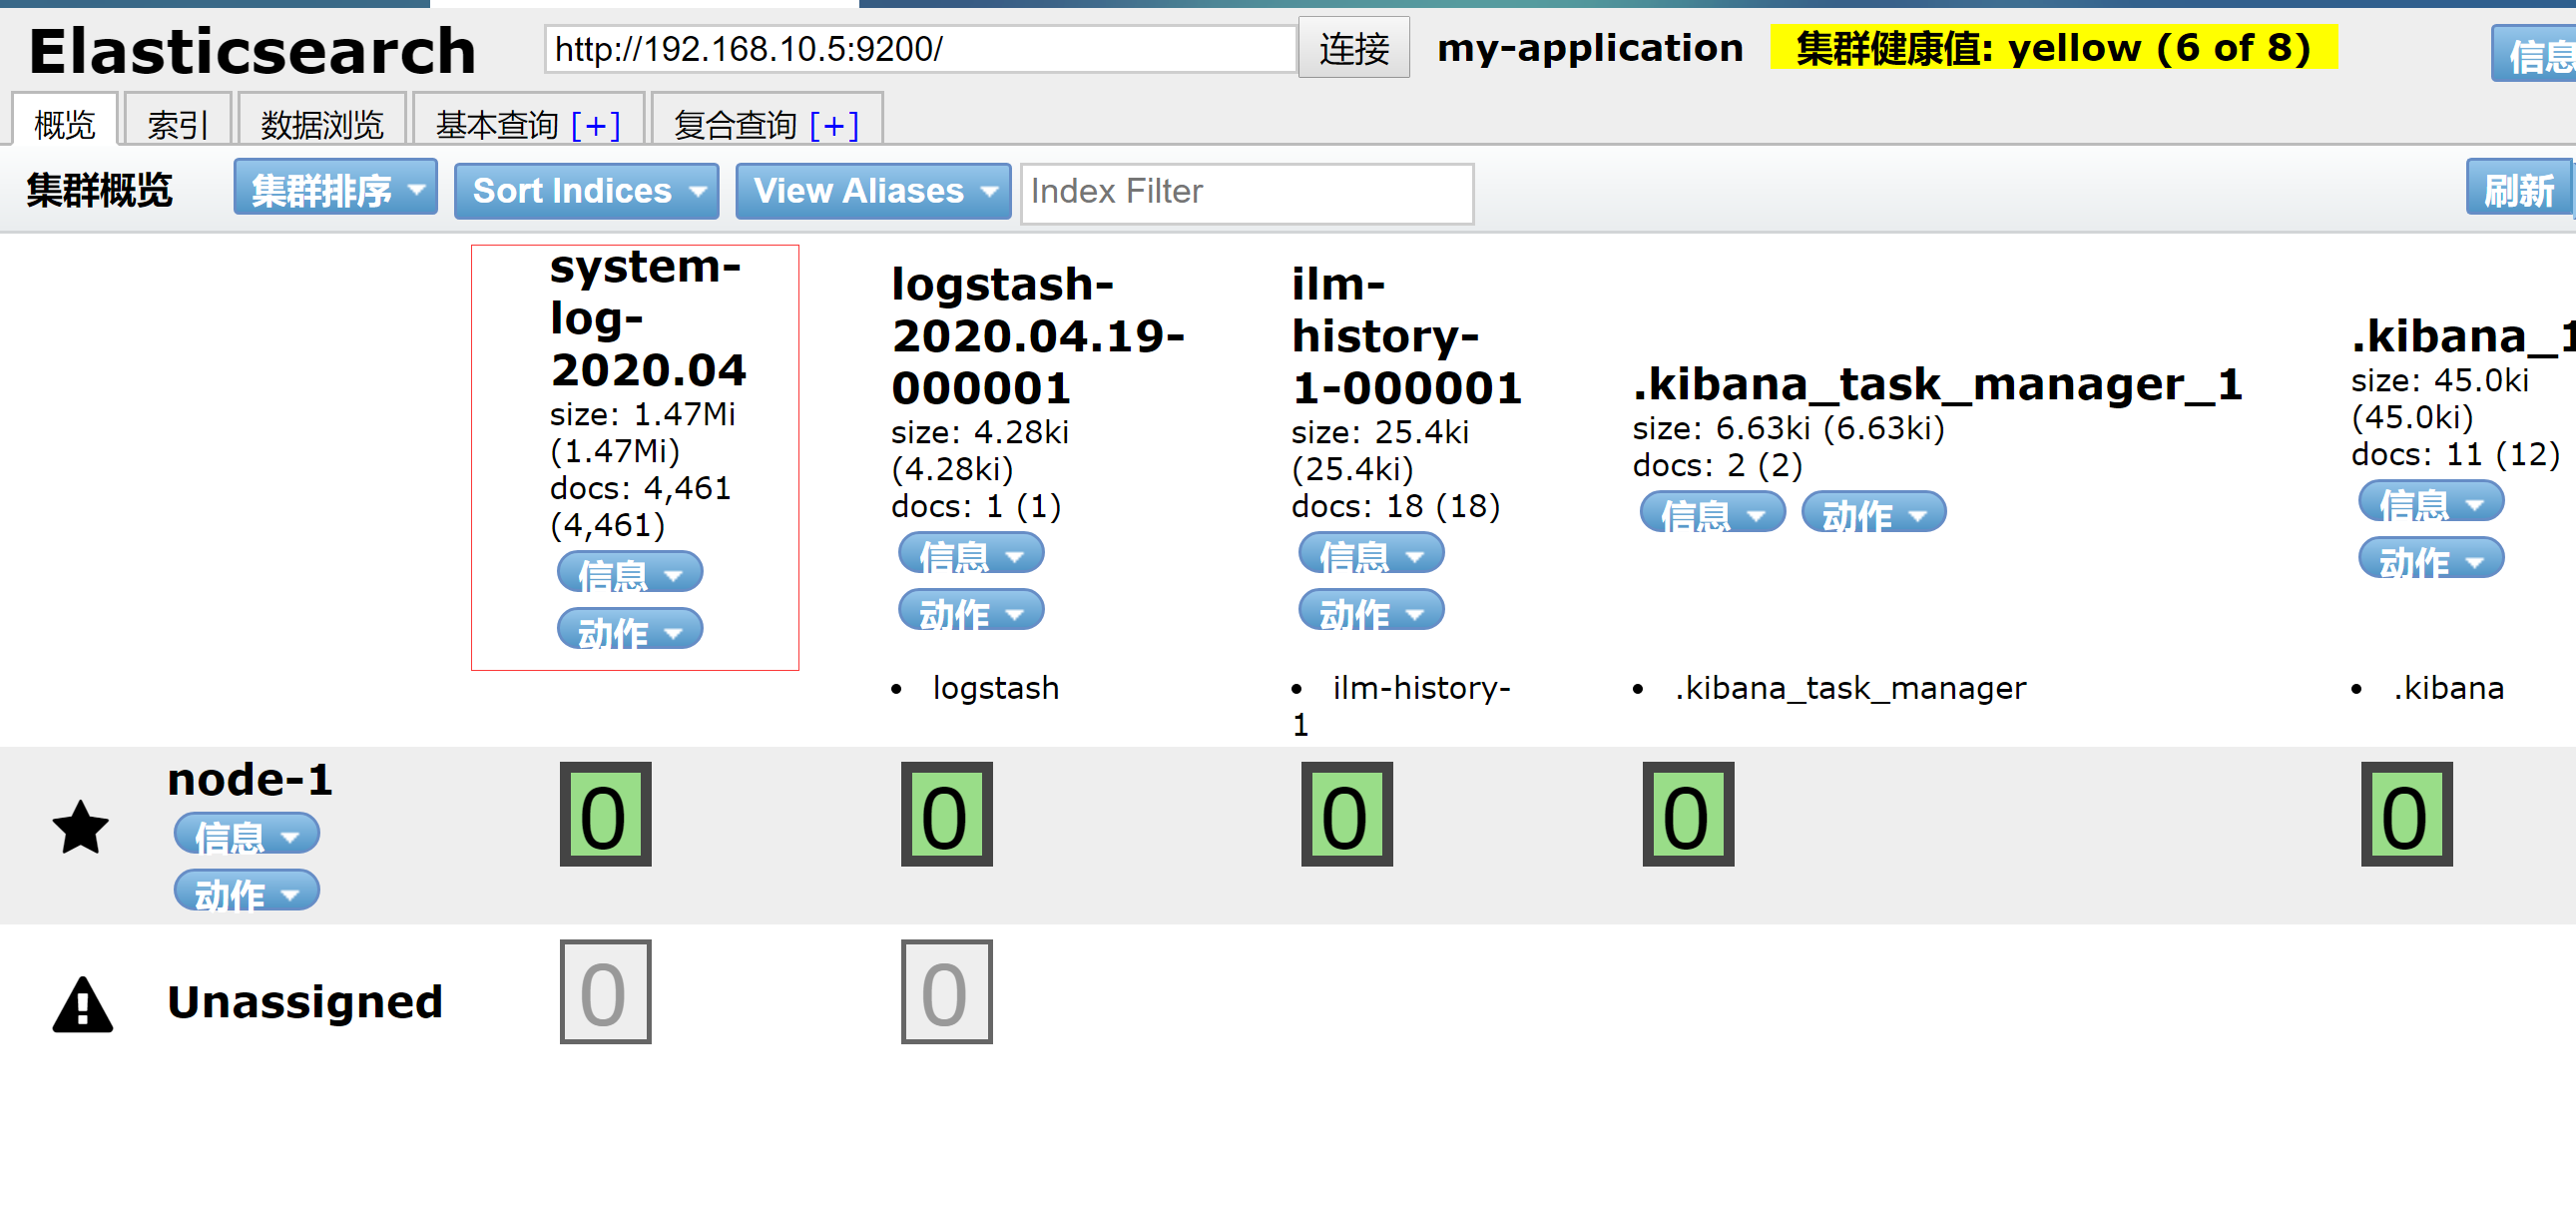 Elasticsearch
http://192.168.10.5:9200/
连接
my-application
集群健康值: yellow (6 of 8)
信息
概览
索引
数据浏览
基本查询 [+]
复合查询 [+]
集群概览
集群排序
Sort Indices
View Aliases
Index Filter
刷新
system-
log-
2020.04
size: 1.47Mi
(1.47Mi)
docs: 4,461
(4,461)
信息
动作
logstash-
2020.04.19-
000001
size: 4.28ki
(4.28ki)
docs: 1 (1)
信息
动作
logstash
ilm-
history-
1-000001
size: 25.4ki
(25.4ki)
docs: 18 (18)
信息
动作
ilm-history-
1
.kibana_task_manager_1
size: 6.63ki (6.63ki)
docs: 2 (2)
信息 动作
.kibana_task_manager
.kibana_1
size: 45.0ki
(45.0ki)
docs: 11 (12)
信息
动作
.kibana
node-1
信息
动作
0 0 0 0 0
Unassigned
0 0